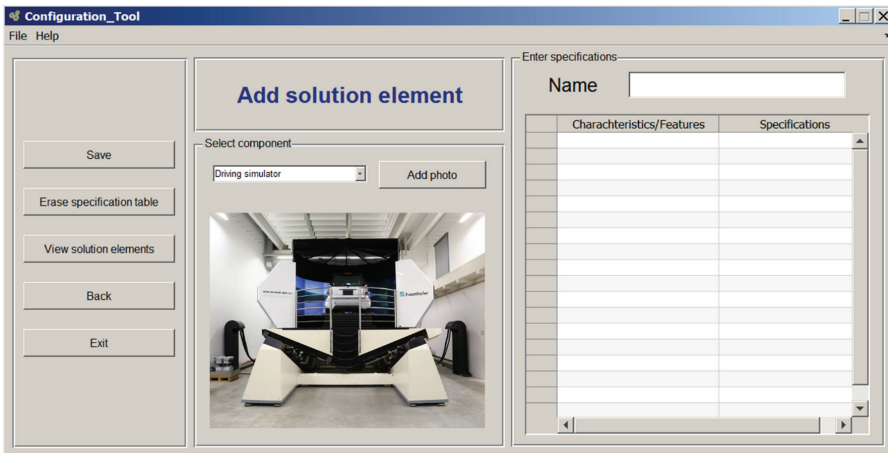 Configuration_Tool
File Help
Save
Erase specification table
View solution elements
Back
Exit
Add solution element
Select component
Driving simulator
Add photo
Fraunhofer
Enter specifications
Name
Charachteristics/Features Specifications